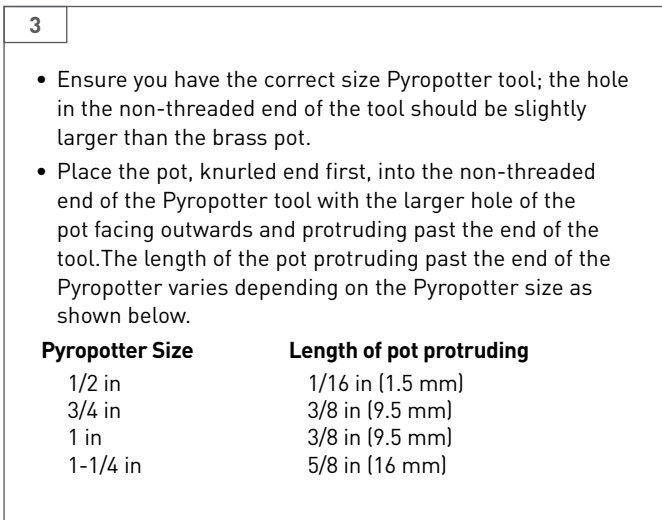 3
• Ensure you have the correct size Pyropotter tool; the hole
in the non-threaded end of the tool should be slightly
larger than the brass pot.
• Place the pot, knurled end first, into the non-threaded
end of the Pyropotter tool with the larger hole of the
pot facing outwards and protruding past the end of the
tool.The length of the pot protruding past the end of the
Pyropotter varies depending on the Pyropotter size as
shown below.
Pyropotter Size Length of pot protruding
1/2 in 1/16 in (1.5 mm)
3/4 in 3/8 in (9.5 mm)
1 in 3/8 in (9.5 mm)
1-1/4 in 5/8 in (16 mm)